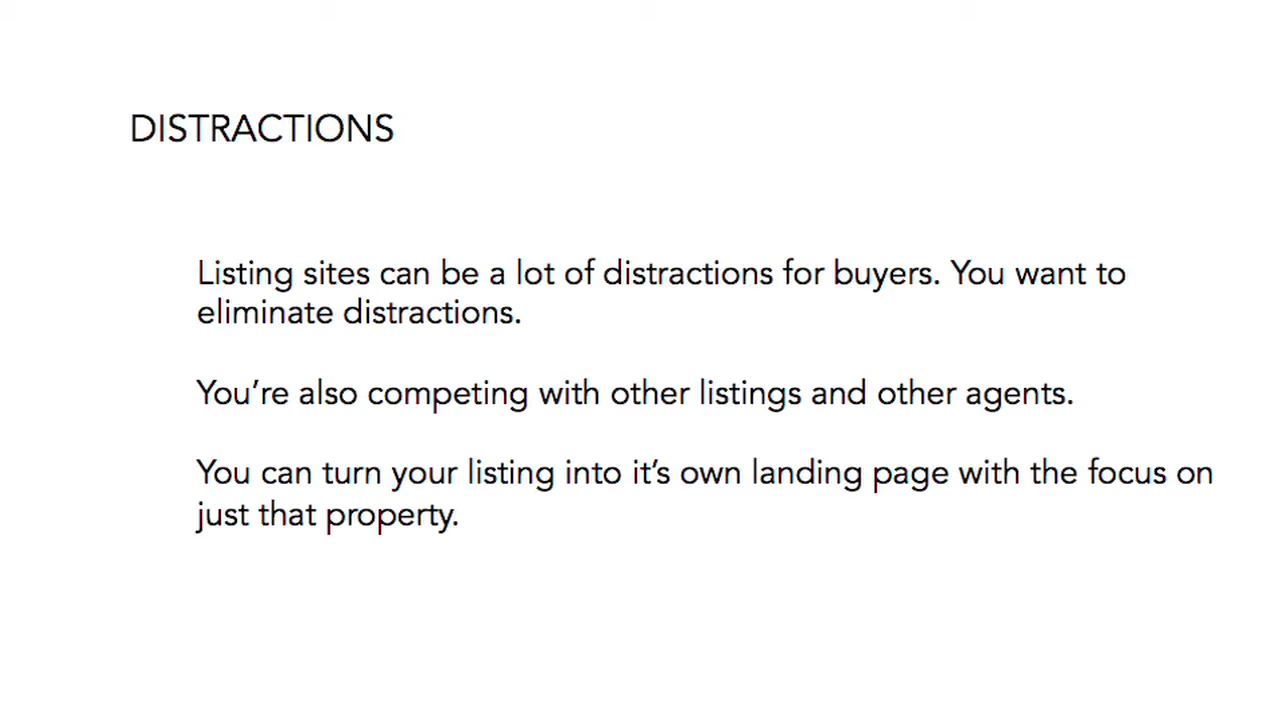 DISTRACTIONS
Listing sites can be a lot of distractions for buyers. You want to
eliminate distractions.
You’re also competing with other listings and other agents.
You can turn your listing into it’s own landing page with the focus on
just that property.